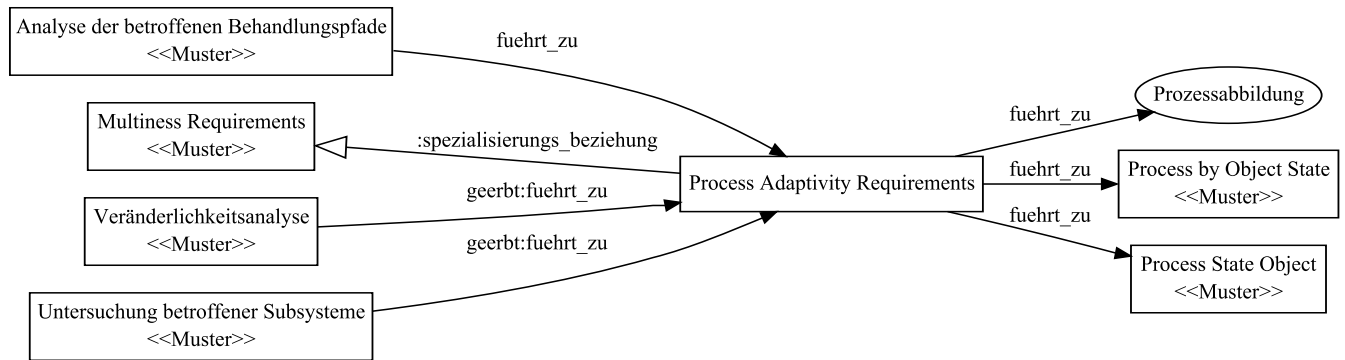 Analyse der betroffenen Behandlungspfade
<<Muster>>
fuehrt_zu
Multiness Requirements
<<Muster>>
:spezialisierungs_beziehung
Veränderlichkeitsanalyse
<<Muster>>
geerbt:fuehrt_zu
Untersuchung betroffener Subsysteme
<<Muster>>
geerbt:fuehrt_zu
Process Adaptivity Requirements
fuehrt_zu
Prozessabbildung
fuehrt_zu
Process by Object State
<<Muster>>
fuehrt_zu
Process State Object
<<Muster>>